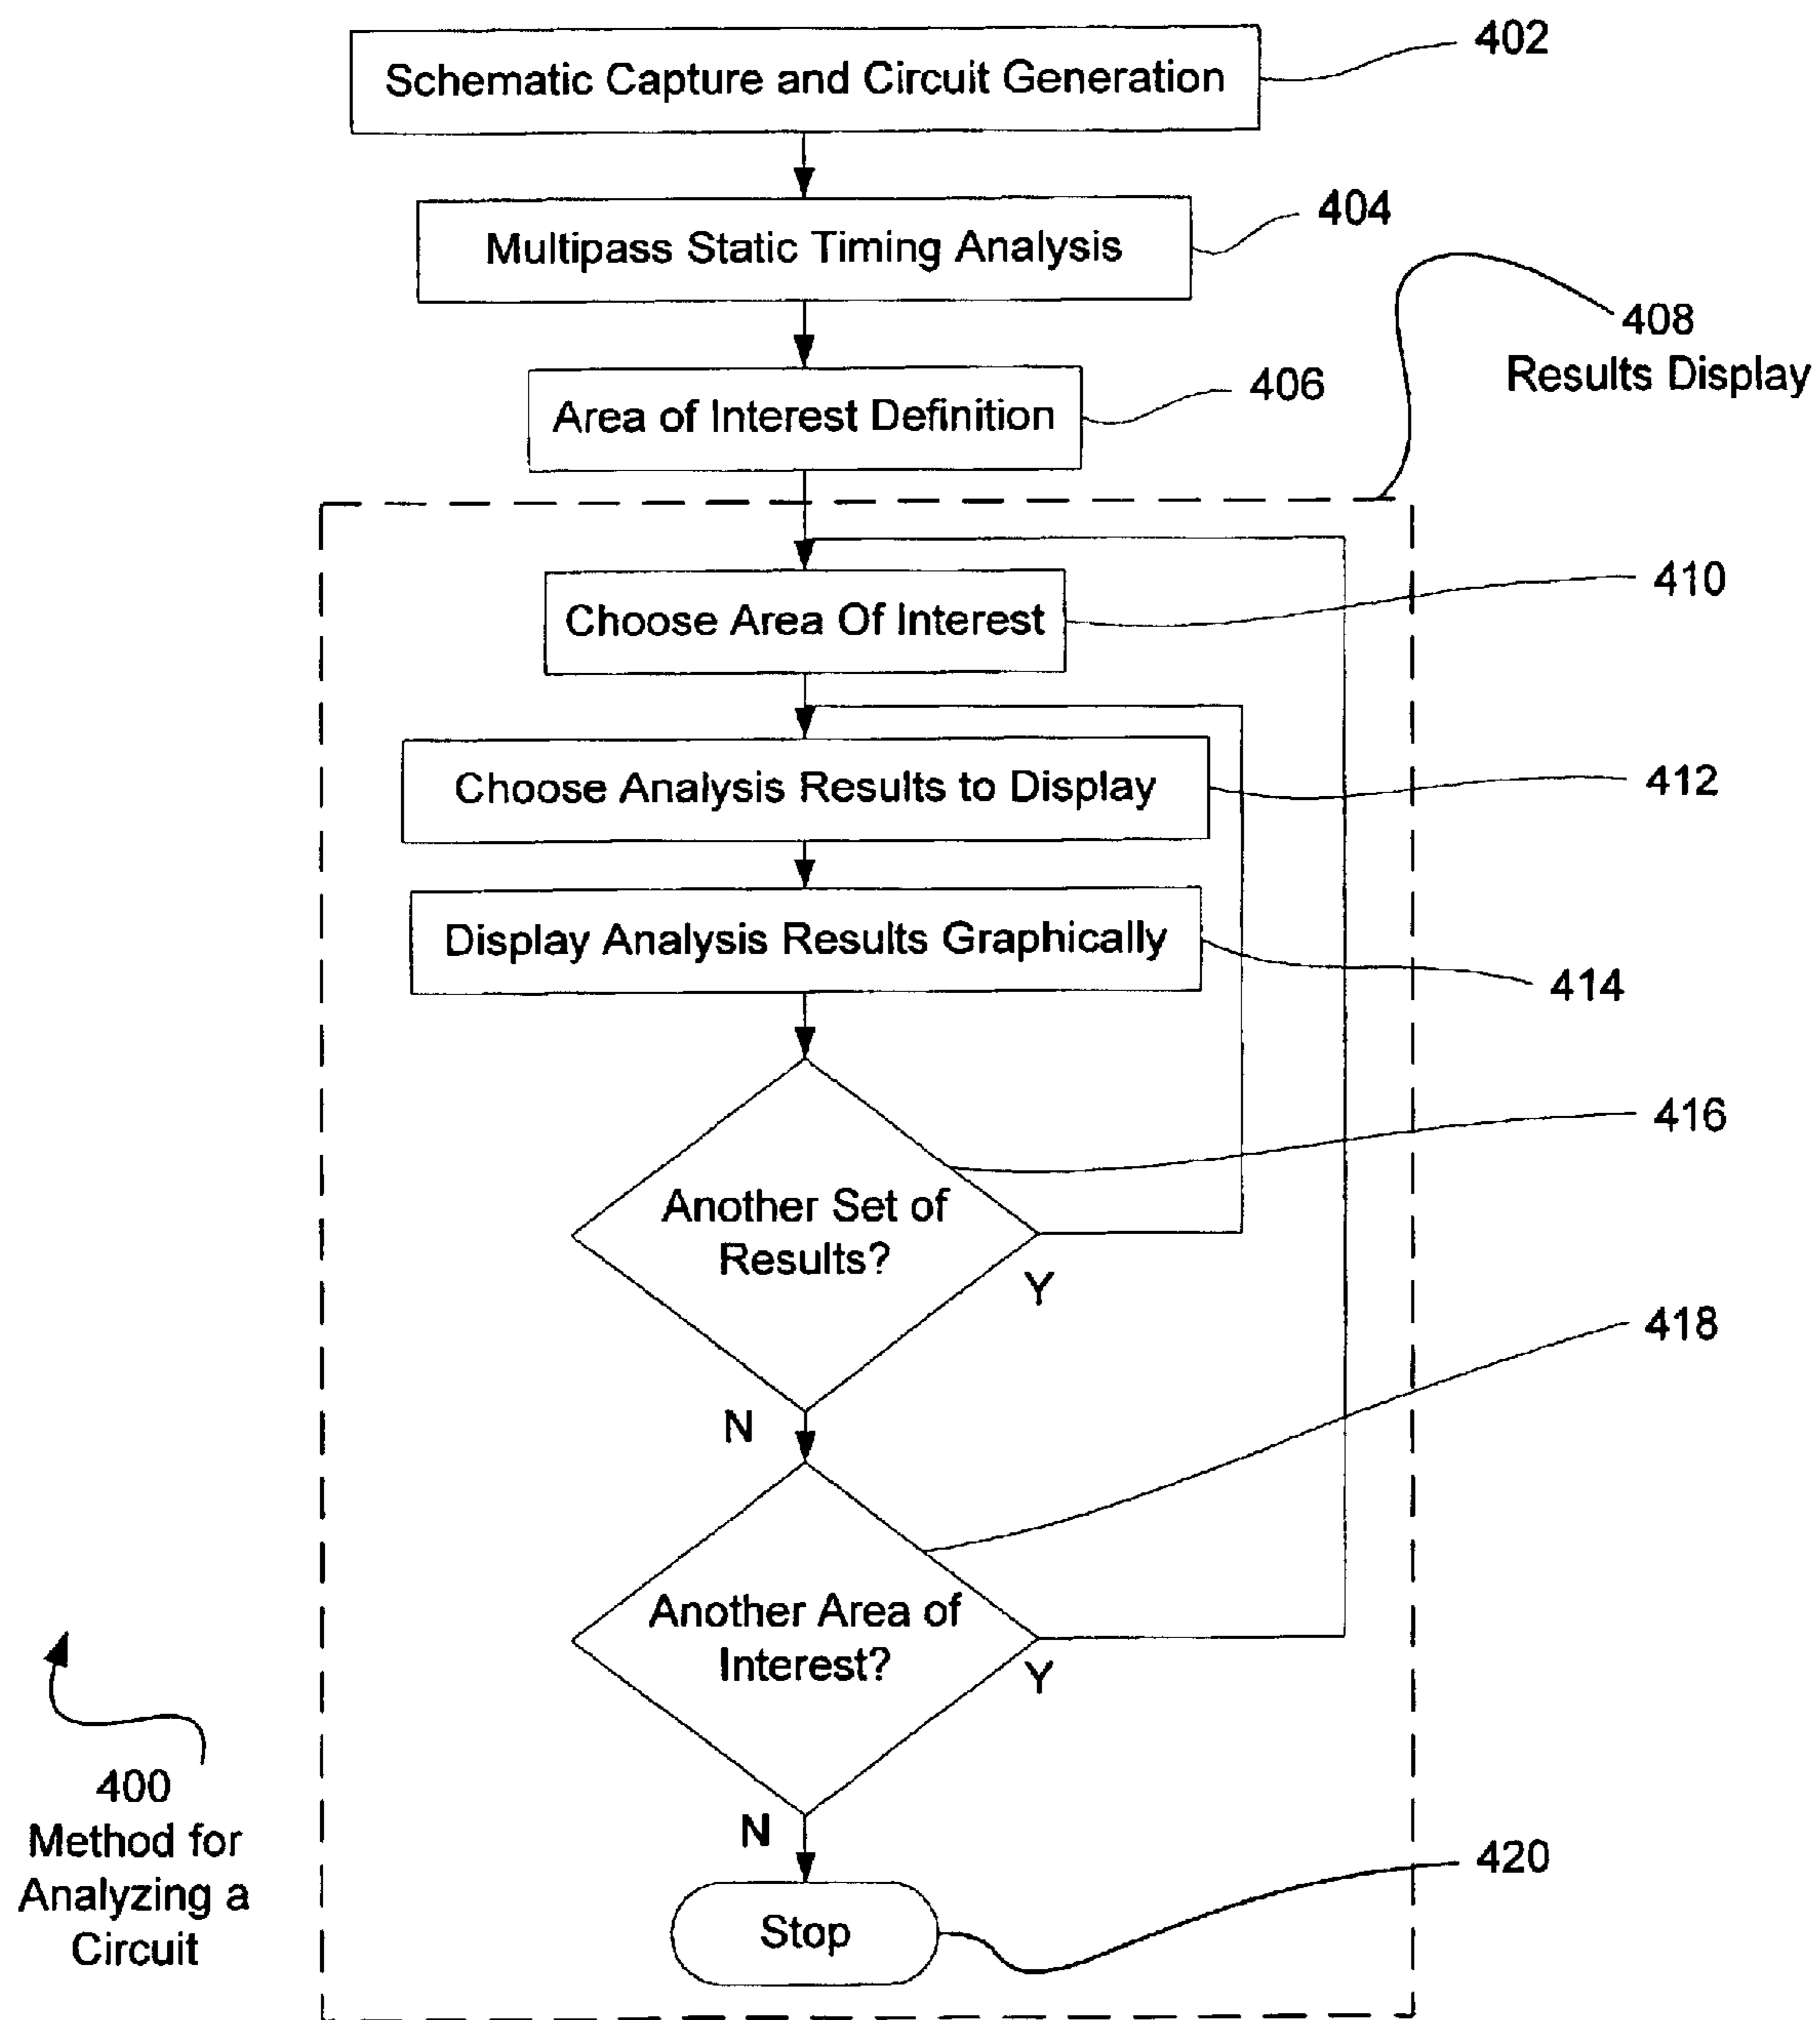 402
Schematic Capture and Circuit Generation
404
Multipass Static Timing Analysis
408
Results Display
406
Area of Interest Definition
410
Choose Area Of Interest
412
Choose Analysis Results to Display
Display Analysis Results Graphically
414
416
Another Set of
Results?
Y
418
N
Another Area of
Interest?
Y
400
Method for
Analyzing a
Circuit
N
420
Stop